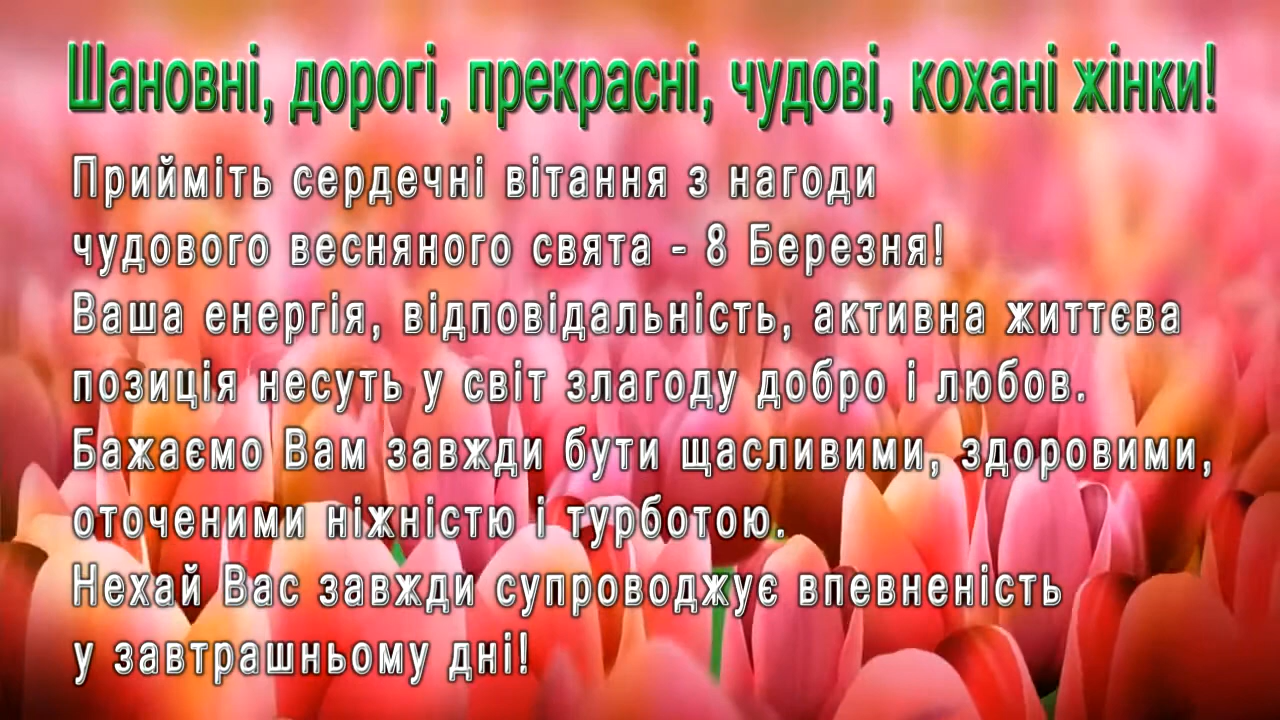 Шановні, дорогі, прекрасні, чудові, кохані жінки!
Прийміть сердечні вітання з нагоди
чудового весняного свята - 8 Березня!
Ваша енергія, відповідальність, активна життєва
позиція несуть у світ злагоду добро і любов.
Бажаємо Вам завжди бути щасливими, здоровими,
оточеними ніжністю і турботою.
Нехай Вас завжди супроводжує впевненість
у завтрашньому дні!